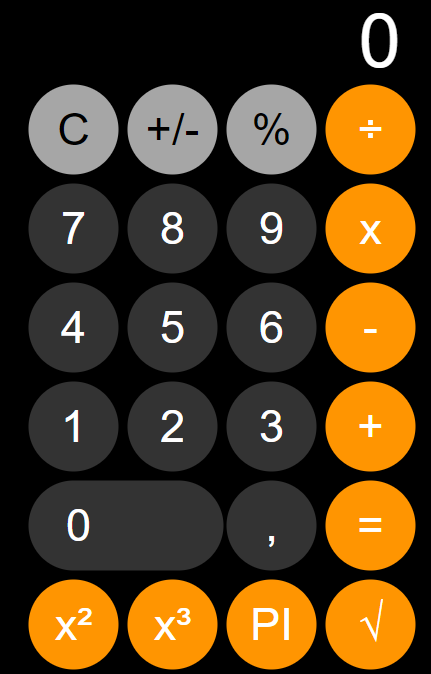 0
C +/- % ÷
7 8 9 x
4 5 6 -
1 2 3 +
0 , =
x² x³ PI √